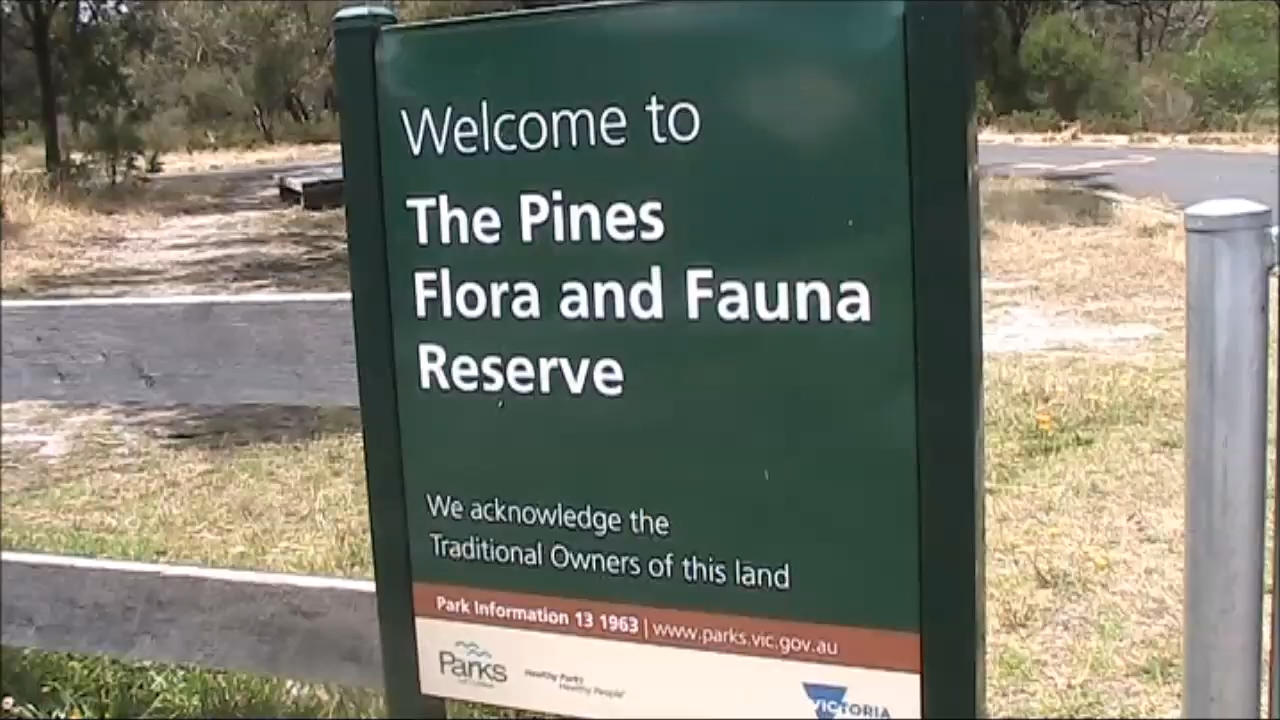 Welcome to
The Pines
Flora and Fauna
Reserve
We acknowledge the
Traditional Owners of this land
Park Information 13 1963 | www.parks.vic.gov.au
Parks
Healthy Parks
Healthy People
VICTORIA